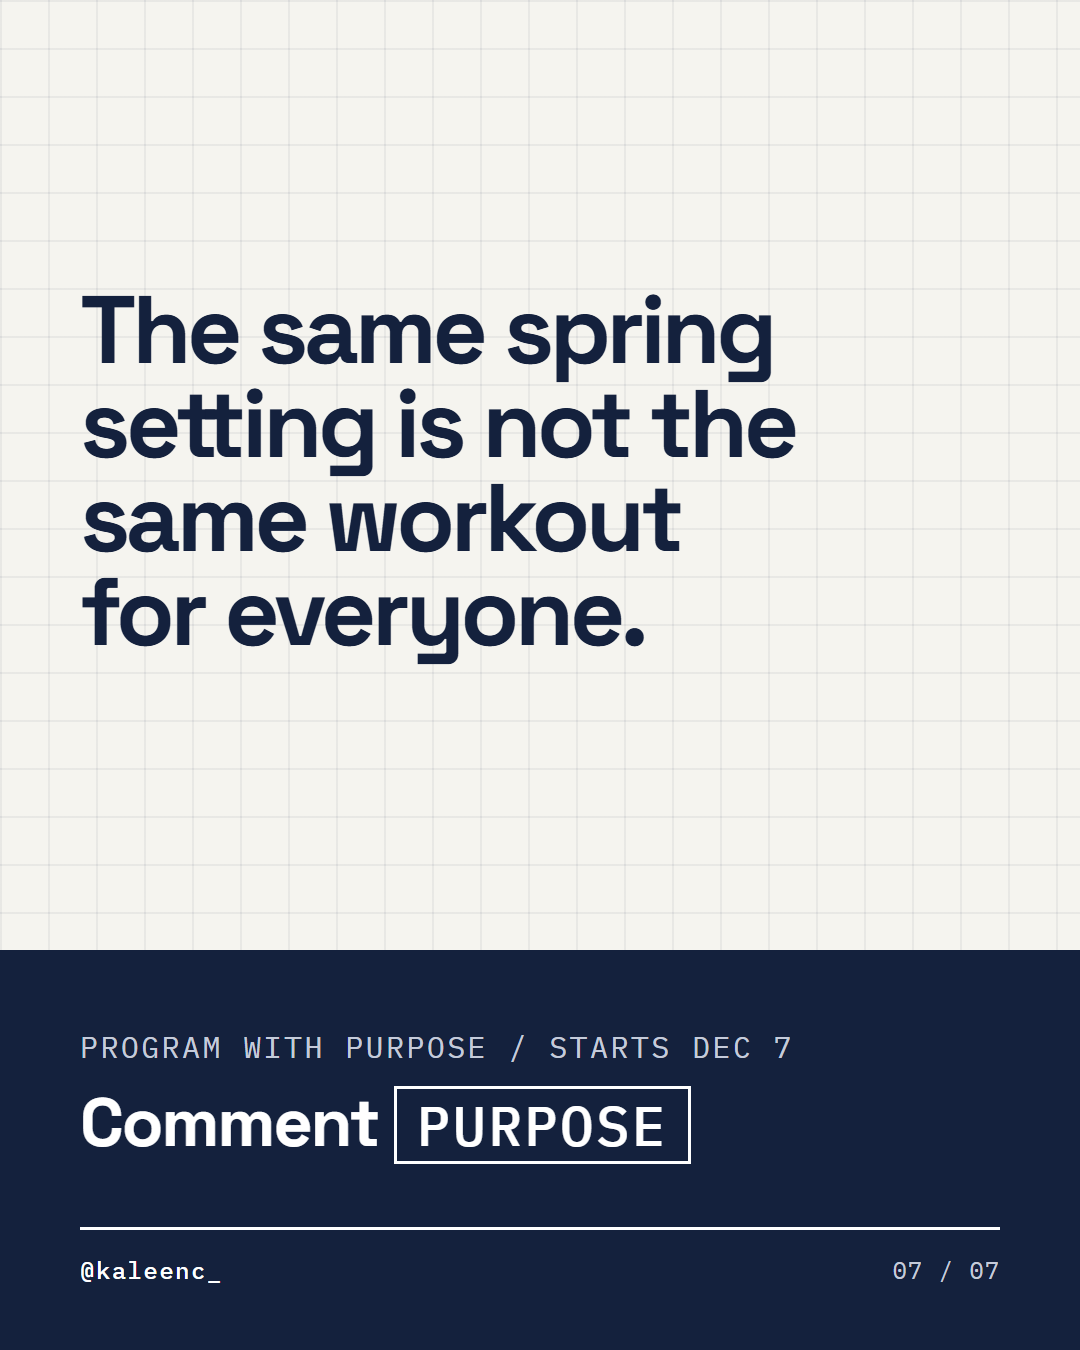 The same spring
setting is not the
same workout
for everyone.
PROGRAM WITH PURPOSE / STARTS DEC 7
Comment PURPOSE
@kaleenc_
07 / 07